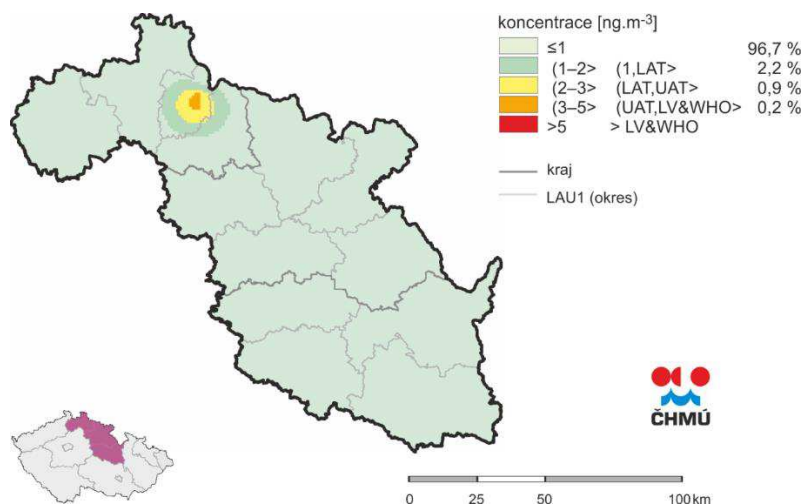 koncentrace [ng.m-3]
≤1 96,7 %
(1–2> (1,LAT> 2,2 %
(2–3> (LAT,UAT> 0,9 %
(3–5> (UAT,LV&WHO> 0,2 %
>5 > LV&WHO
kraj
LAU1 (okres)
ČHMÚ
0 25 50 100 km